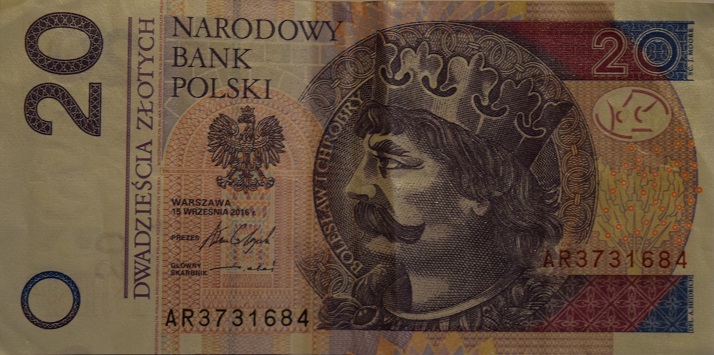 20
DWADZIEŚCIA ZŁOTYCH
NARODOWY
BANK
POLSKI
WARSZAWA
15 WRZEŚNIA 2016 r.
PREZES
GŁÓWNY
SKARBNIK
AR3731684
BOLESŁAW I CHROBRY
20
AR3731684